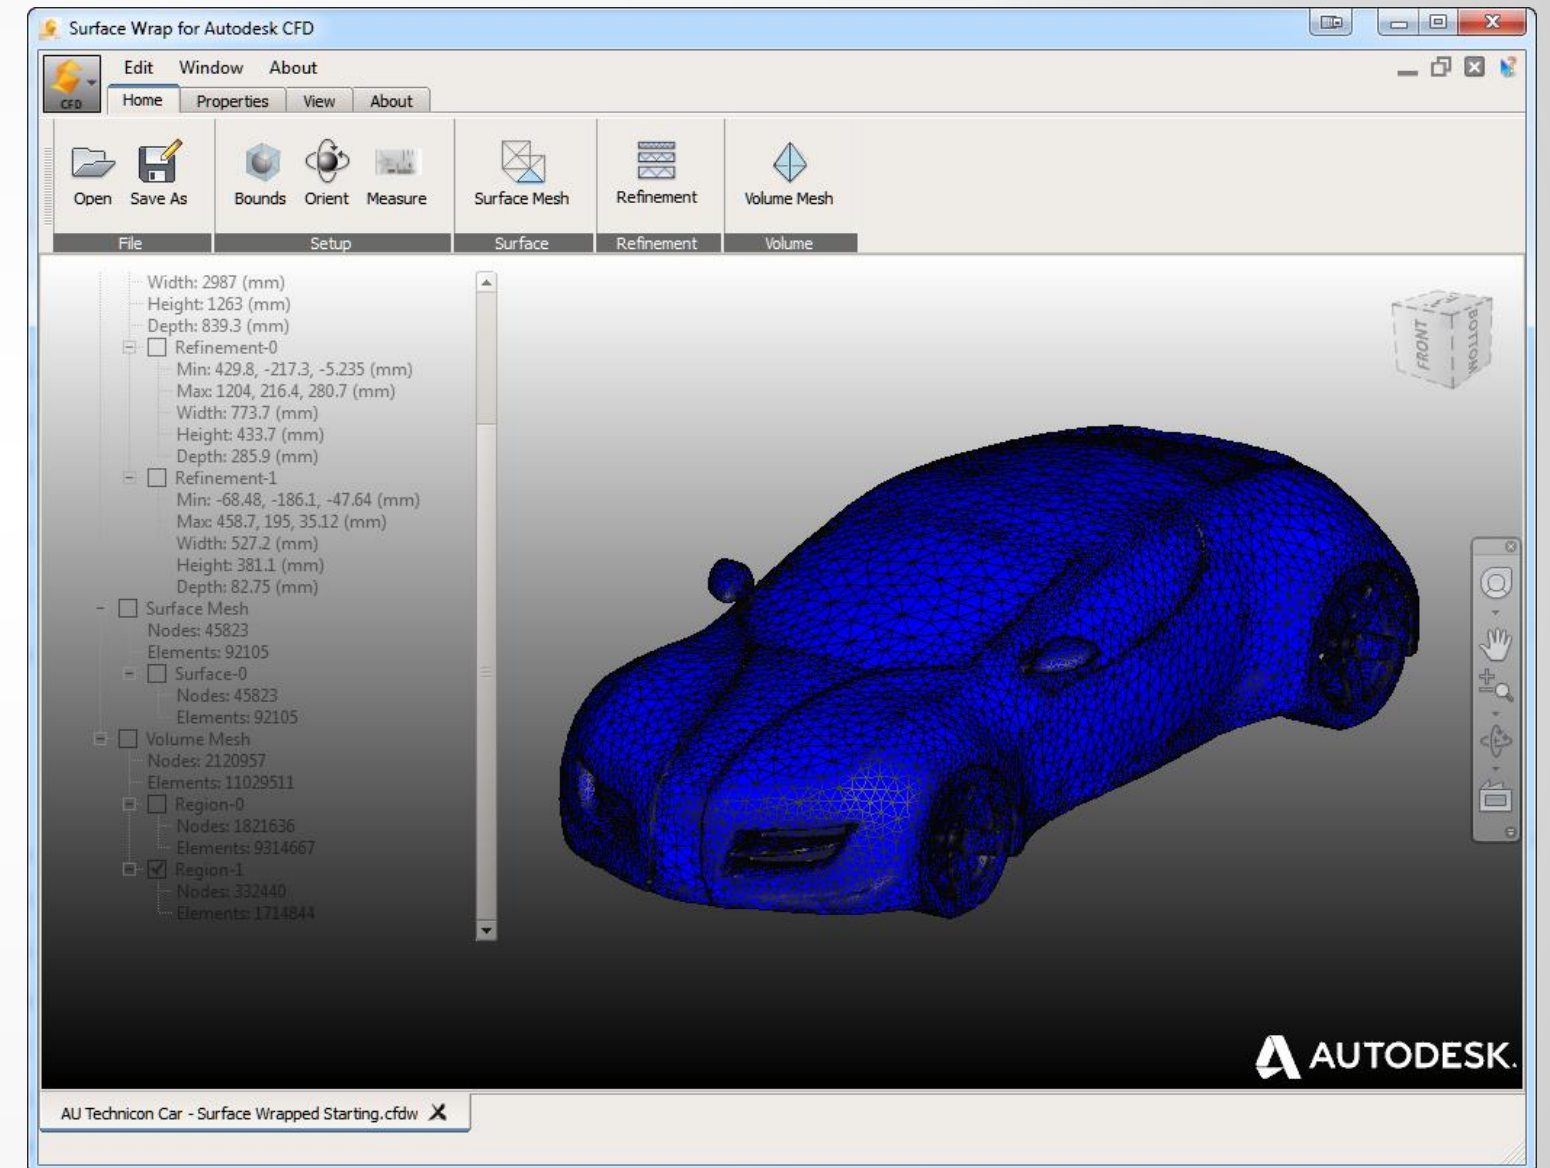 Surface Wrap for Autodesk CFD
Edit Window About
CFD
Home Properties View About
Open Save As Bounds Orient Measure Surface Mesh Refinement Volume Mesh
File Setup Surface Refinement Volume
Width: 2987 (mm)
Height: 1263 (mm)
Depth: 839.3 (mm)
Refinement-0
Min: 429.8, -217.3, -5.235 (mm)
Max: 1204, 216.4, 280.7 (mm)
Width: 773.7 (mm)
Height: 433.7 (mm)
Depth: 285.9 (mm)
Refinement-1
Min: -68.48, -186.1, -47.64 (mm)
Max: 458.7, 195, 35.12 (mm)
Width: 527.2 (mm)
Height: 381.1 (mm)
Depth: 82.75 (mm)
Surface Mesh
Nodes: 45823
Elements: 92105
Surface-0
Nodes: 45823
Elements: 92105
Volume Mesh
Nodes: 2120957
Elements: 11029511
Region-0
Nodes: 1821636
Elements: 9314667
Region-1
Nodes: 332440
Elements: 1714844
FRONT
BOTTOM
AUTODESK.
AU Technicon Car - Surface Wrapped Starting.cfdw